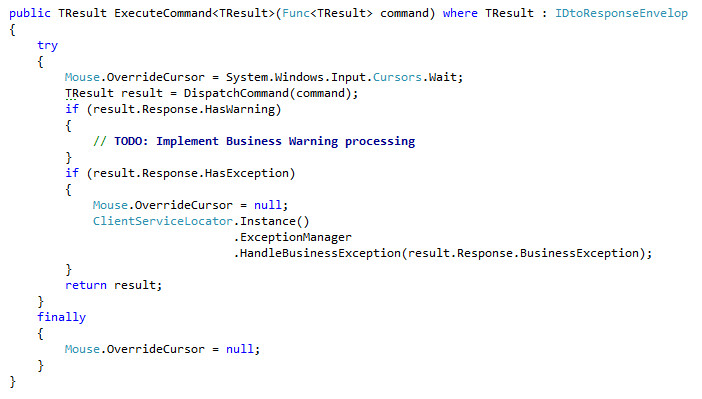 public TResult ExecuteCommand<TResult>(Func<TResult> command) where TResult : IDtoResponseEnvelop
{
    try
    {
        Mouse.OverrideCursor = System.Windows.Input.Cursors.Wait;
        TResult result = DispatchCommand(command);
        if (result.Response.HasWarning)
        {
            // TODO: Implement Business Warning processing
        }
        if (result.Response.HasException)
        {
            Mouse.OverrideCursor = null;
            ClientServiceLocator.Instance()
                                .ExceptionManager
                                .HandleBusinessException(result.Response.BusinessException);
        }
        return result;
    }
    finally
    {
        Mouse.OverrideCursor = null;
    }
}